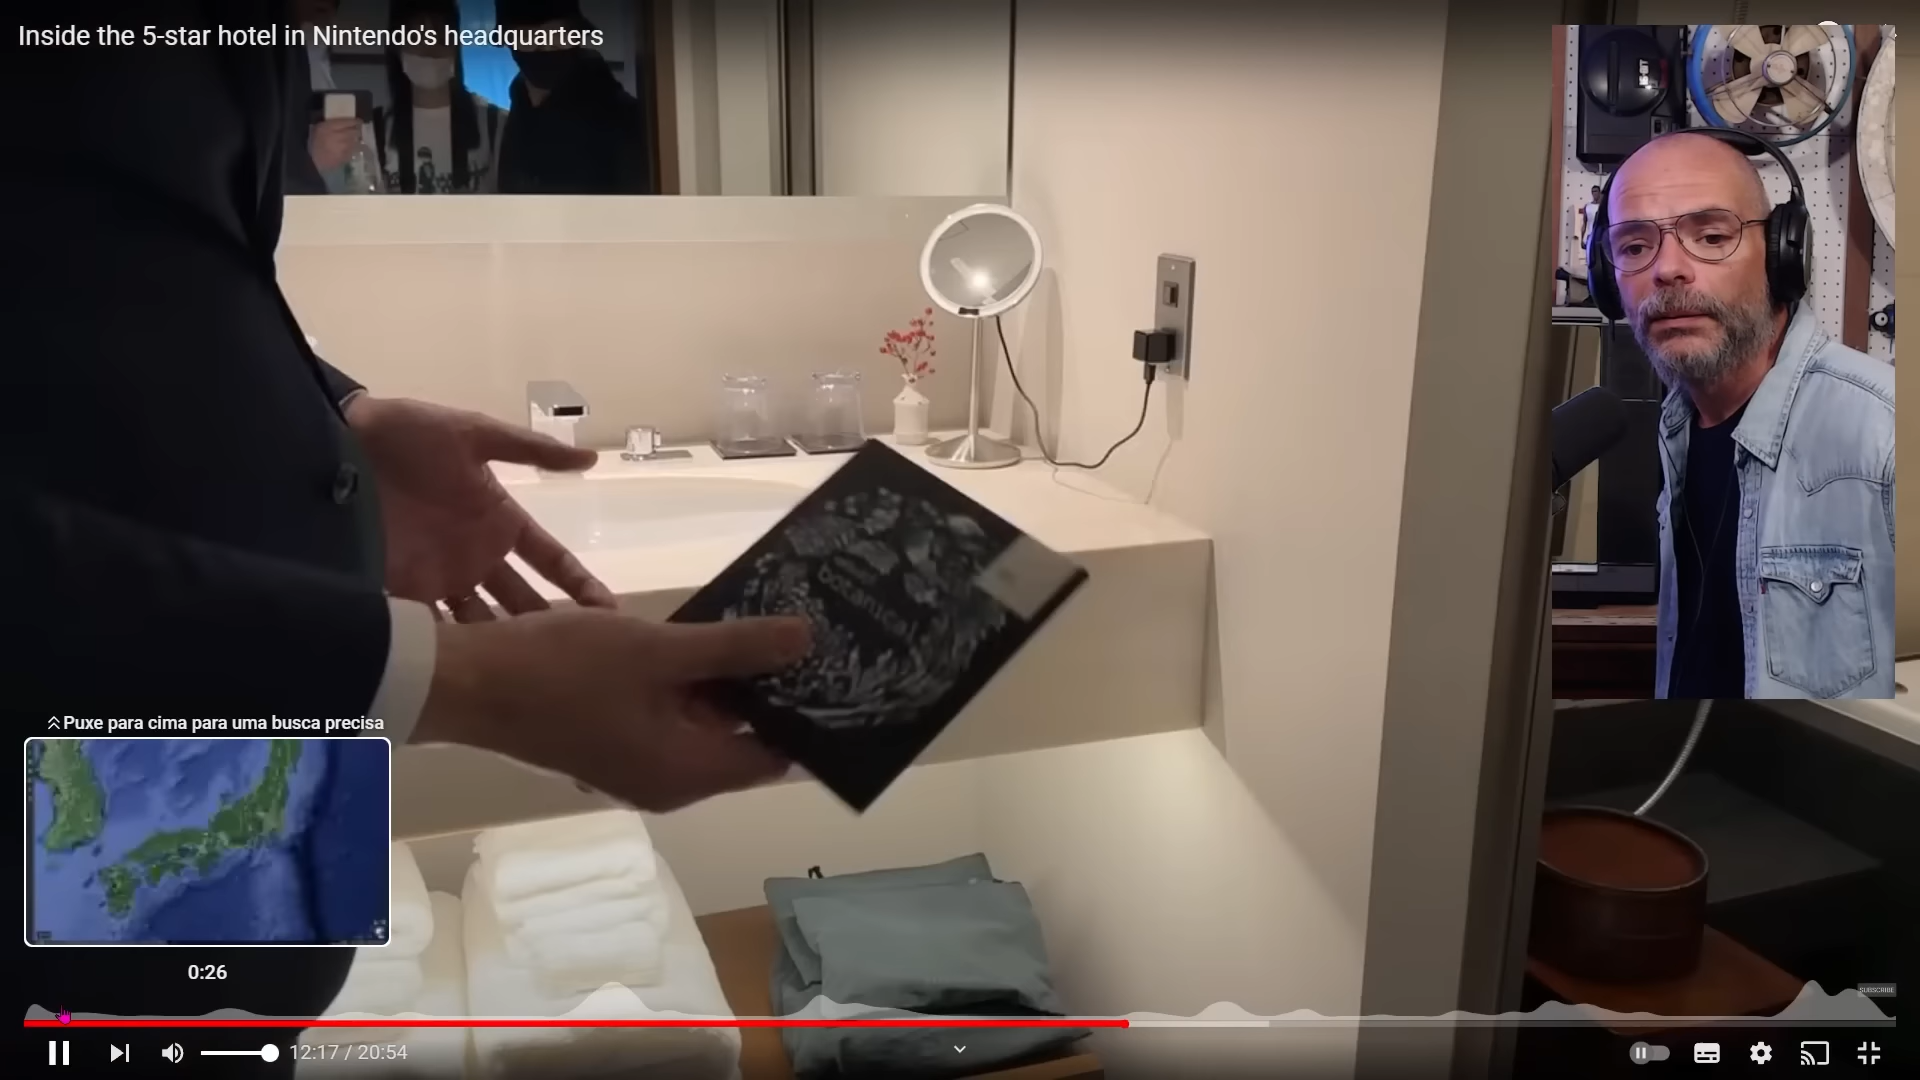 Inside the 5-star hotel in Nintendo's headquarters
botanical
Puxe para cima para uma busca precisa
0:26
SUBSCRIBE
12:17 / 20:54